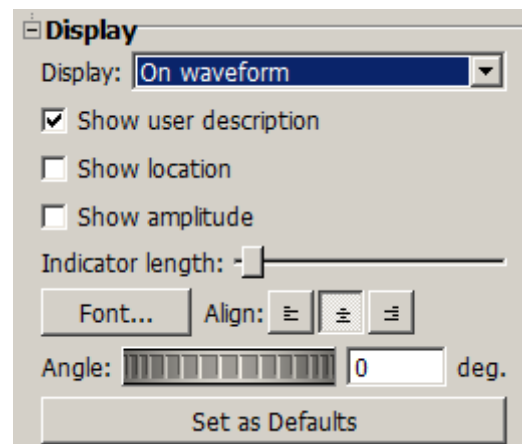 Display
Display: On waveform
Show user description
Show location
Show amplitude
Indicator length:
Font... Align:
Angle: 0 deg.
Set as Defaults